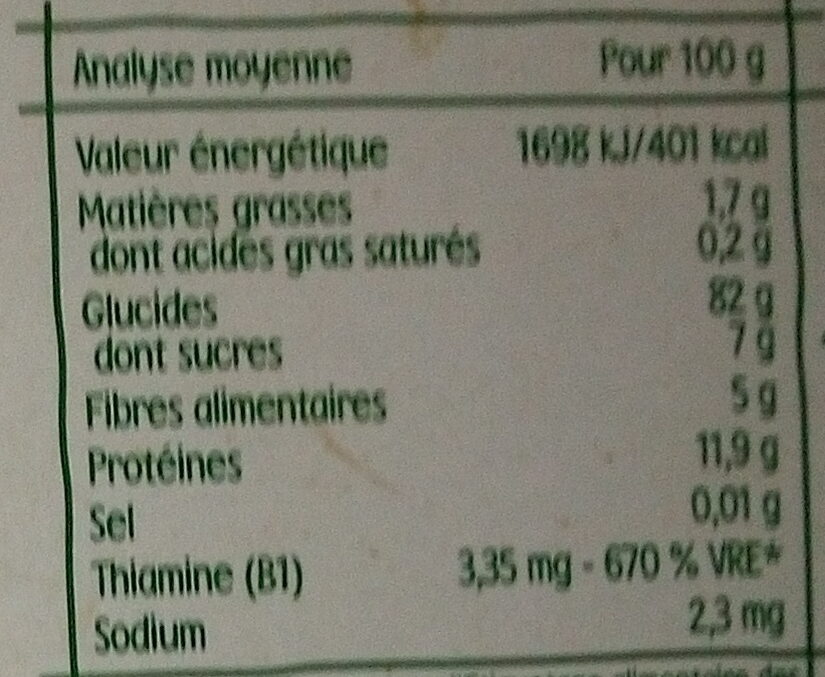 Analyse moyenne Pour 100 g
Valeur énergétique 1698 kJ/401 kcal
Matières grasses 1,7 g
dont acides gras saturés 0,2 g
Glucides 82 g
dont sucres 7 g
Fibres alimentaires 5 g
Protéines 11,9 g
Sel 0,01 g
Thiamine (B1) 3,35 mg - 670 % VRE*
Sodium 2,3 mg